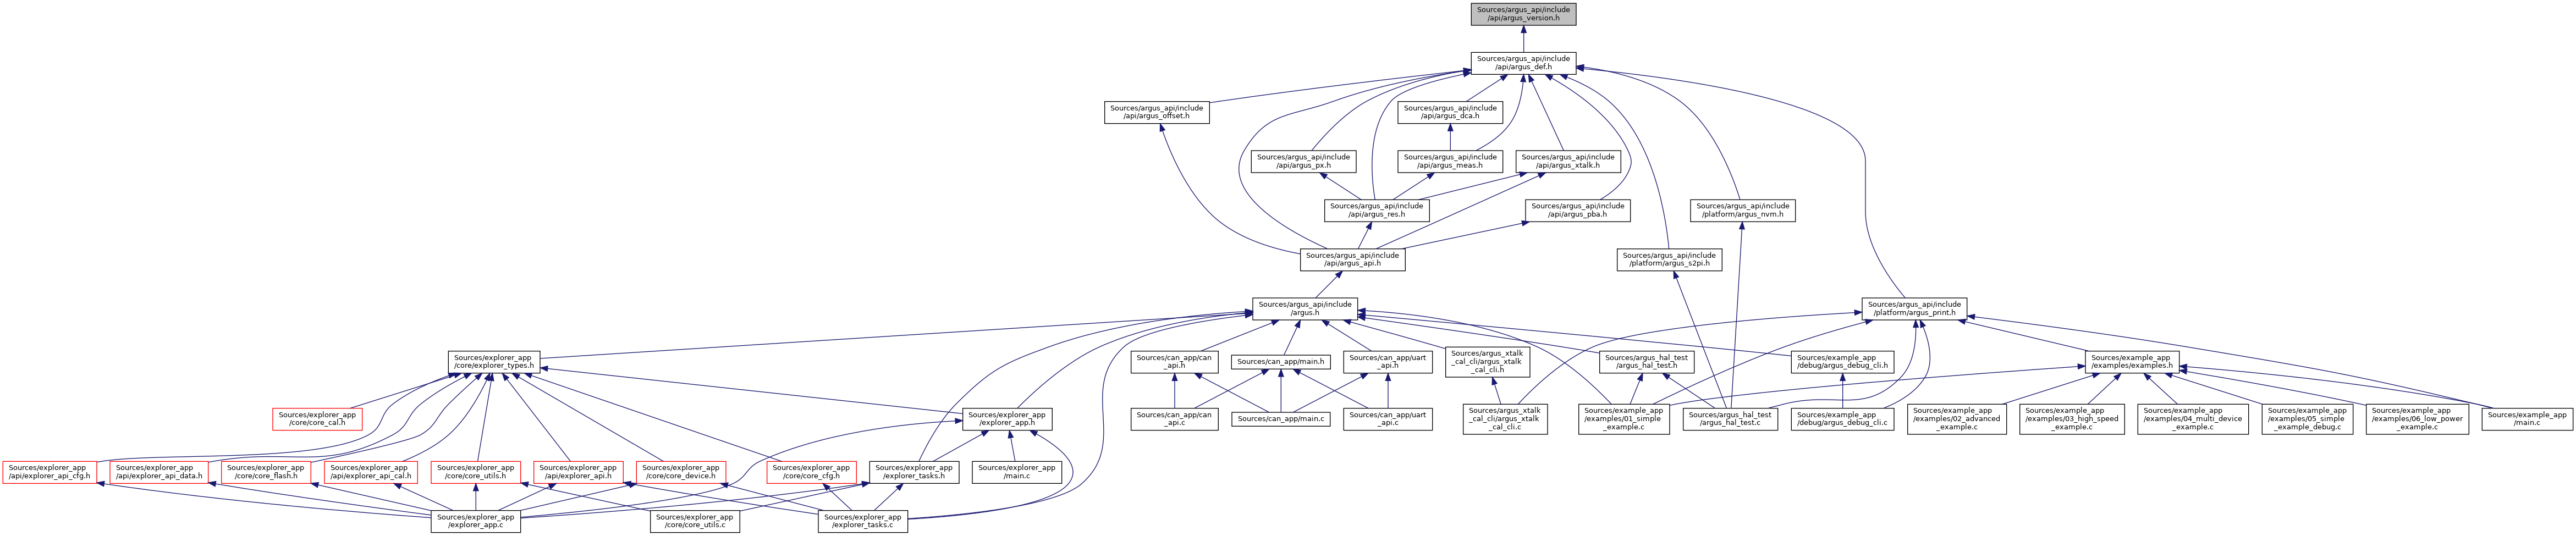 Sources/argus_api/include
/api/argus_version.h
Sources/argus_api/include
/api/argus_def.h
Sources/argus_api/include
/api/argus_offset.h
Sources/argus_api/include
/api/argus_dca.h
Sources/argus_api/include
/api/argus_px.h
Sources/argus_api/include
/api/argus_meas.h
Sources/argus_api/include
/api/argus_xtalk.h
Sources/argus_api/include
/api/argus_res.h
Sources/argus_api/include
/api/argus_pba.h
Sources/argus_api/include
/platform/argus_nvm.h
Sources/argus_api/include
/api/argus_api.h
Sources/argus_api/include
/platform/argus_s2pi.h
Sources/argus_api/include
/argus.h
Sources/argus_api/include
/platform/argus_print.h
Sources/explorer_app
/core/explorer_types.h
Sources/can_app/can
_api.h
Sources/can_app/main.h
Sources/can_app/uart
_api.h
Sources/argus_xtalk
_cal_cli/argus_xtalk
_cal_cli.h
Sources/argus_hal_test
/argus_hal_test.h
Sources/example_app
/debug/argus_debug_cli.h
Sources/example_app
/examples/examples.h
Sources/explorer_app
/core/core_cal.h
Sources/explorer_app
/explorer_app.h
Sources/can_app/can
_api.c
Sources/can_app/main.c
Sources/can_app/uart
_api.c
Sources/argus_xtalk
_cal_cli/argus_xtalk
_cal_cli.c
Sources/example_app
/examples/01_simple
_example.c
Sources/argus_hal_test
/argus_hal_test.c
Sources/example_app
/debug/argus_debug_cli.c
Sources/example_app
/examples/02_advanced
_example.c
Sources/example_app
/examples/03_high_speed
_example.c
Sources/example_app
/examples/04_multi_device
_example.c
Sources/example_app
/examples/05_simple
_example_debug.c
Sources/example_app
/examples/06_low_power
_example.c
Sources/example_app
/main.c
Sources/explorer_app
/api/explorer_api_cfg.h
Sources/explorer_app
/api/explorer_api_data.h
Sources/explorer_app
/core/core_flash.h
Sources/explorer_app
/api/explorer_api_cal.h
Sources/explorer_app
/core/core_utils.h
Sources/explorer_app
/api/explorer_api.h
Sources/explorer_app
/core/core_device.h
Sources/explorer_app
/core/core_cfg.h
Sources/explorer_app
/explorer_tasks.h
Sources/explorer_app
/main.c
Sources/explorer_app
/explorer_app.c
Sources/explorer_app
/core/core_utils.c
Sources/explorer_app
/explorer_tasks.c